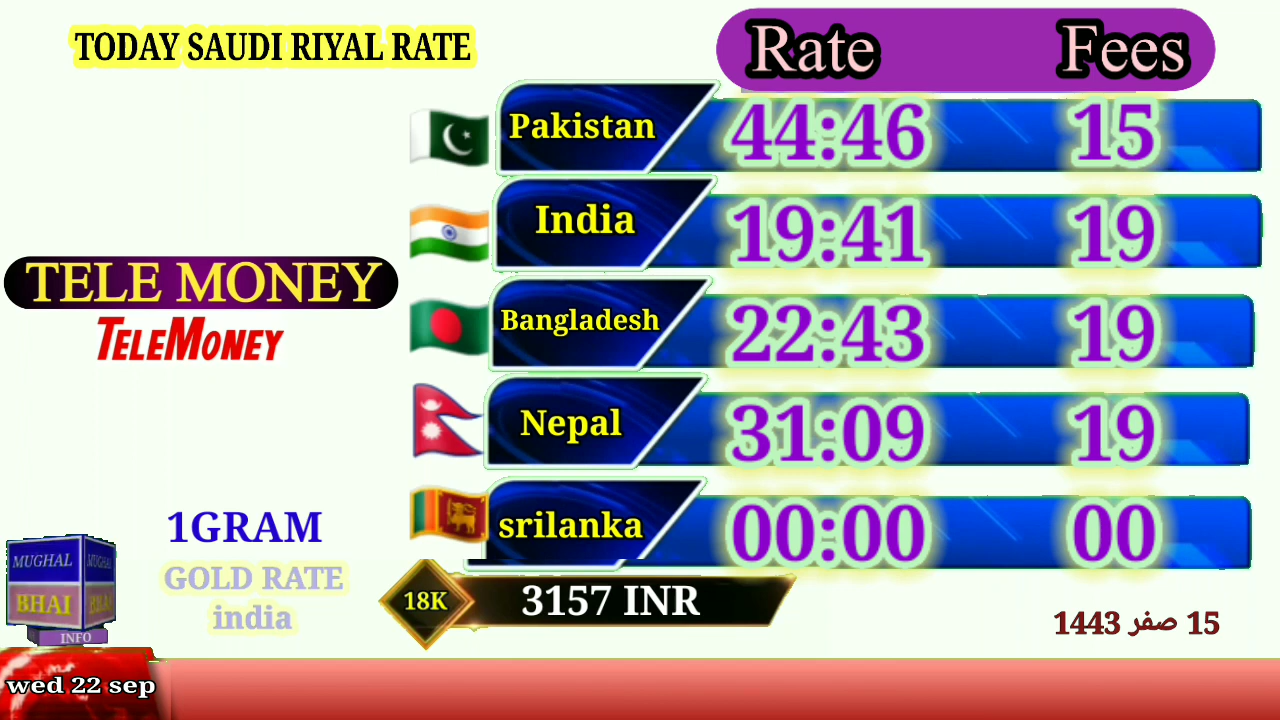 TODAY SAUDI RIYAL RATE
Rate Fees
Pakistan 44:46 15
India 19:41 19
TELE MONEY
TELEMONEY
Bangladesh 22:43 19
Nepal 31:09 19
srilanka 00:00 00
1GRAM
GOLD RATE
india
18K 3157 INR
MUGHAL MUGHAL
BHAI BHAI
INFO
15 صفر 1443
wed 22 sep